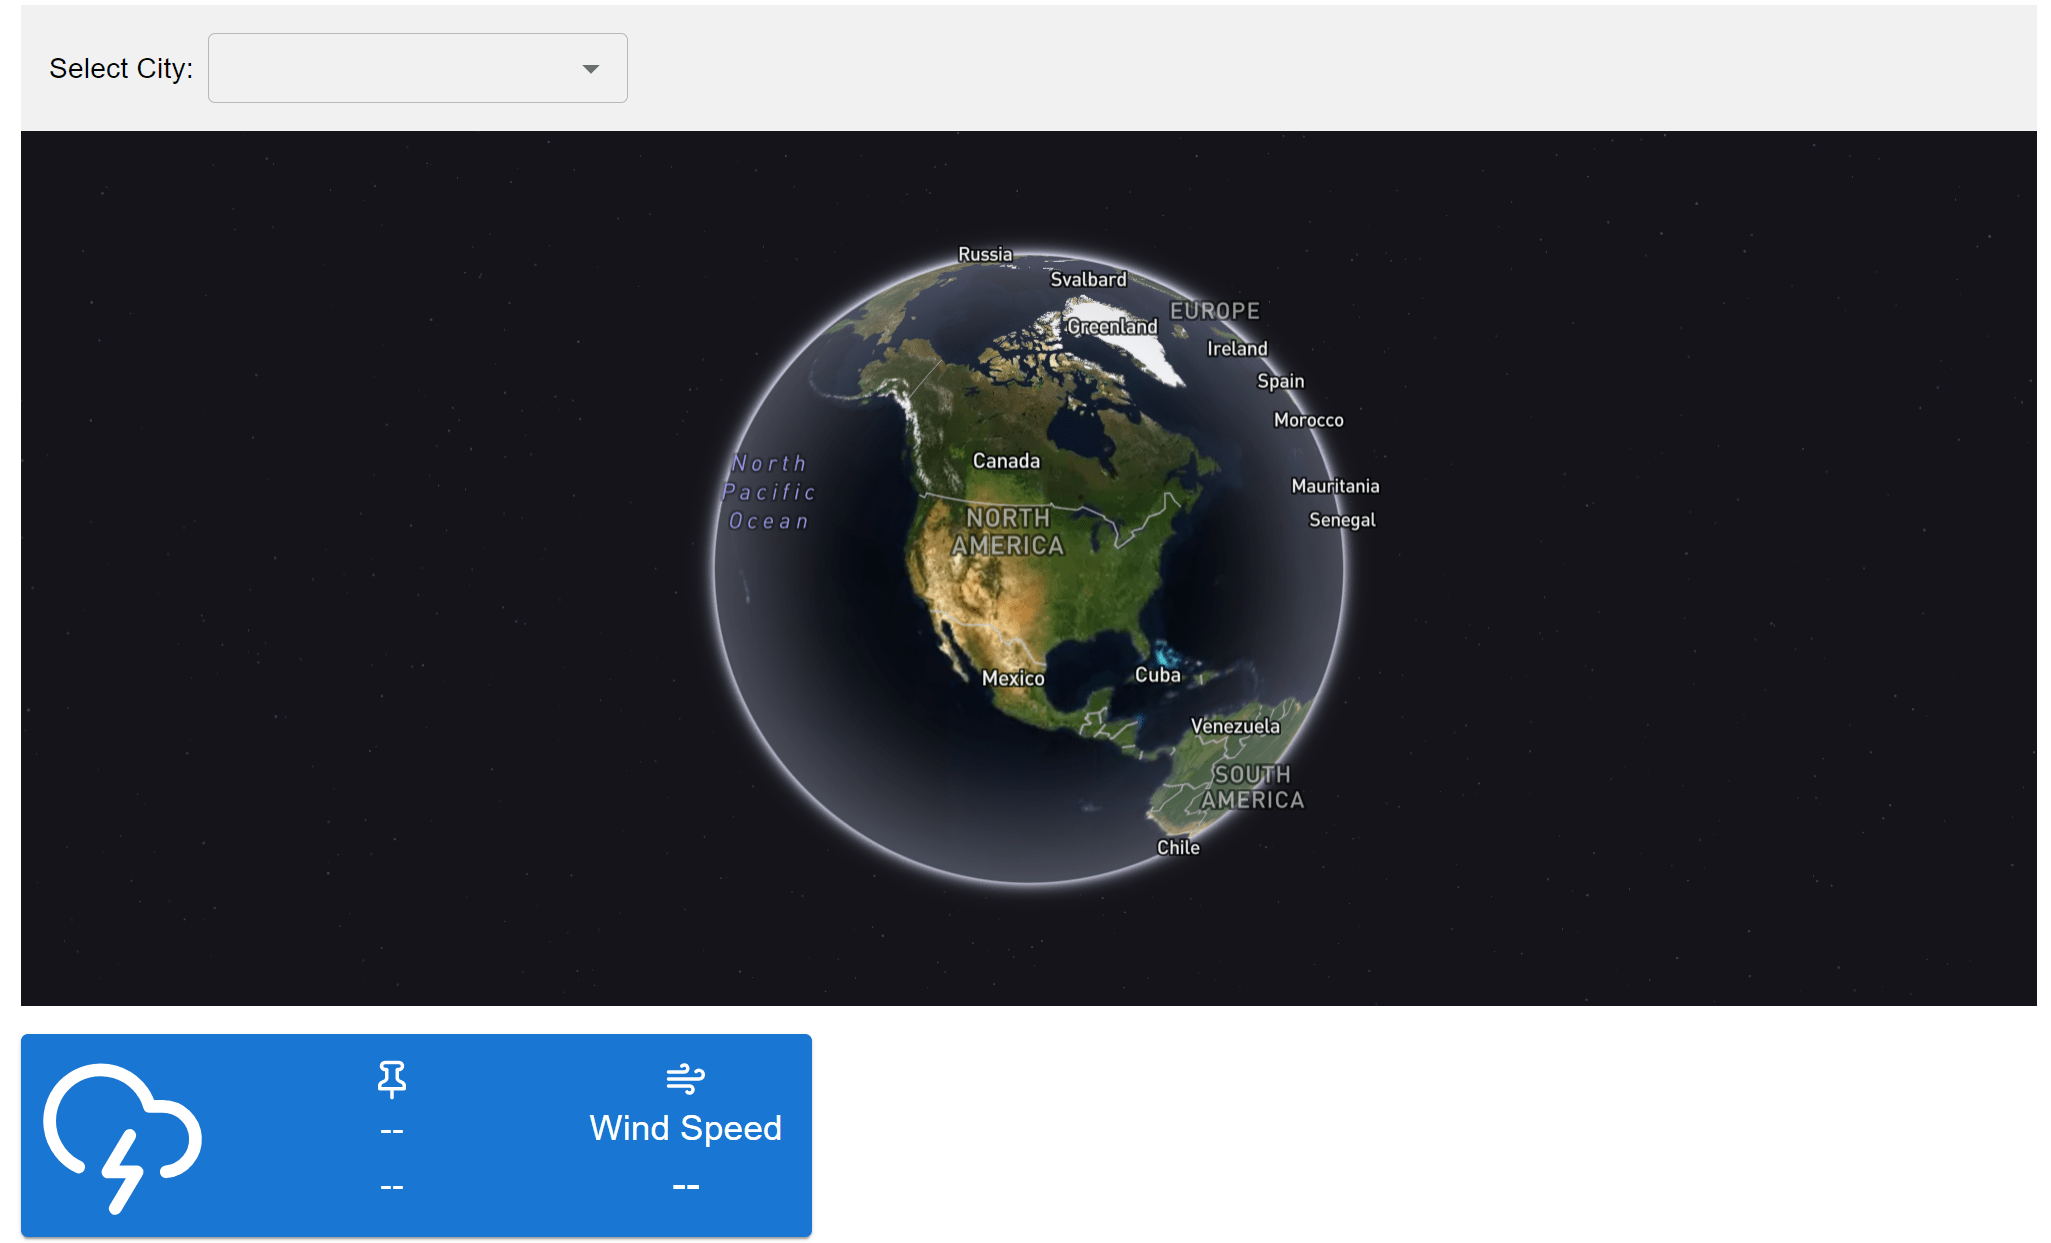 Select City:
Russia
Svalbard
EUROPE
Greenland
Ireland
Spain
Morocco
Canada
North
Pacific
Ocean
Mauritania
Senegal
NORTH
AMERICA
Mexico
Cuba
Venezuela
SOUTH
AMERICA
Chile
--
--
Wind Speed
--